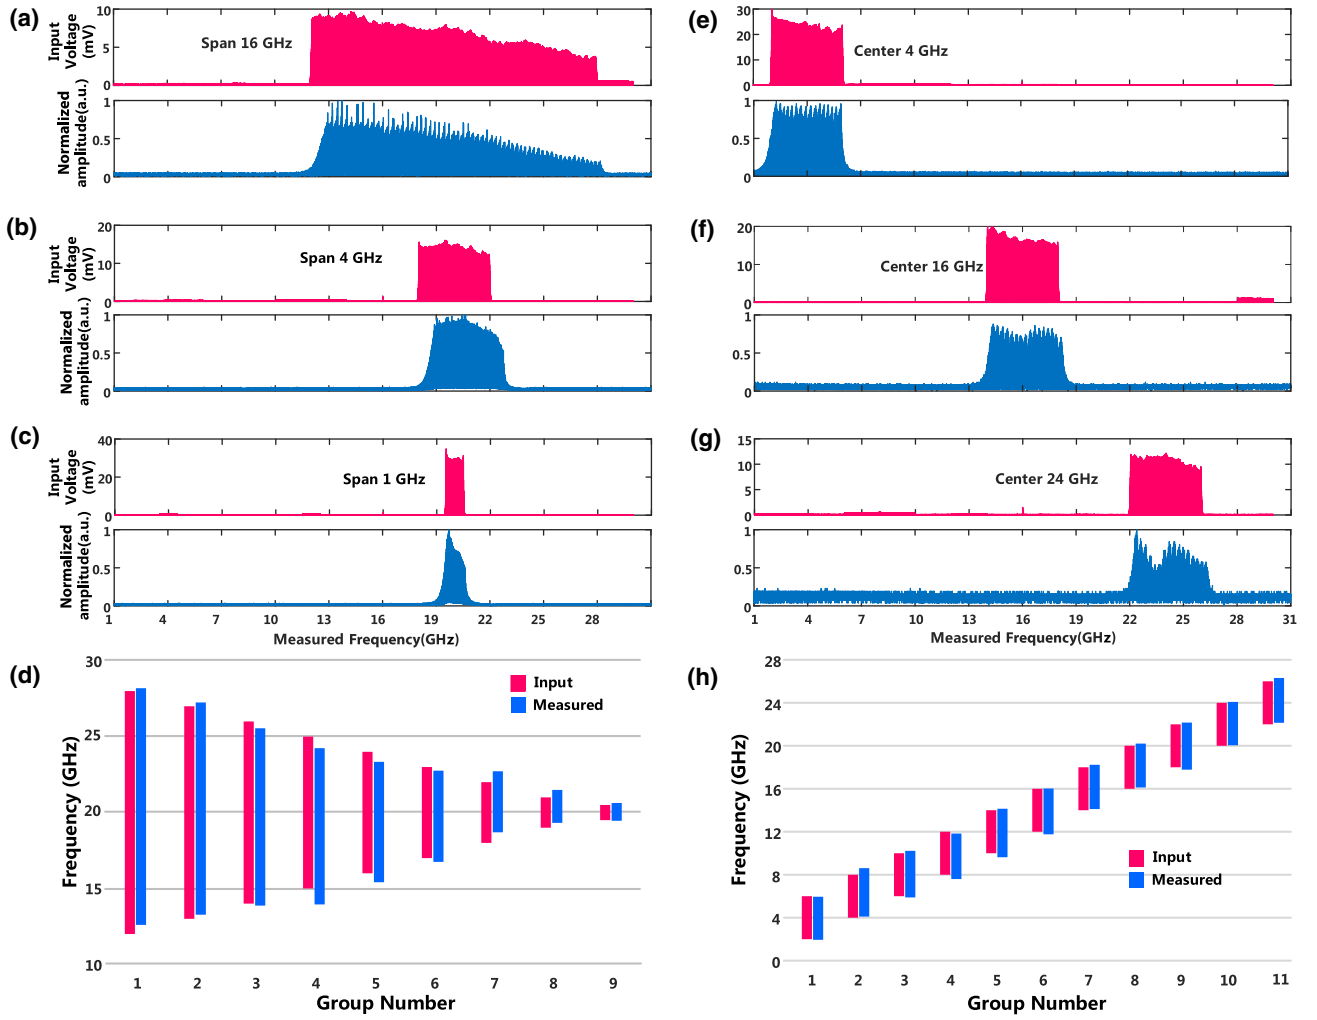 (a)
Input
Voltage
(mV)
10
5
0
Span 16 GHz
Normalized
amplitude(a.u.)
1
0.5
0
(b)
Input
Voltage
(mV)
20
10
0
Span 4 GHz
Normalized
amplitude(a.u.)
1
0.5
0
(c)
Input
Voltage
(mV)
40
20
0
Span 1 GHz
Normalized
amplitude(a.u.)
1
0.5
0
1 4 7 10 13 16 19 22 25 28
Measured Frequency(GHz)
(d)
Frequency (GHz)
30
25
20
15
10
Input
Measured
1 2 3 4 5 6 7 8 9
Group Number
(e)
30
20
10
0
Center 4 GHz
1
0.5
0
(f)
20
10
0
Center 16 GHz
1
0.5
0
(g)
15
10
5
0
Center 24 GHz
1
0.5
0
1 4 7 10 13 16 19 22 25 28 31
Measured Frequency(GHz)
(h)
Frequency (GHz)
28
24
20
16
12
8
4
0
Input
Measured
1 2 3 4 5 6 7 8 9 10 11
Group Number